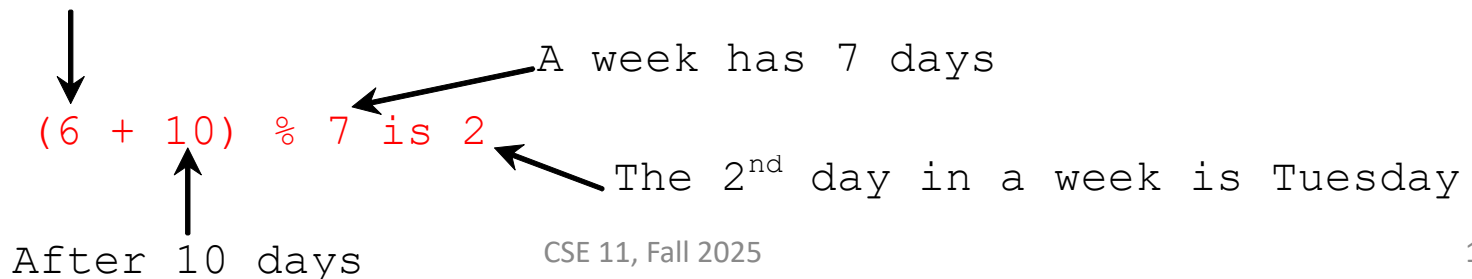 A week has 7 days
(6 + 10) % 7 is 2
The 2nd day in a week is Tuesday
After 10 days
CSE 11, Fall 2025